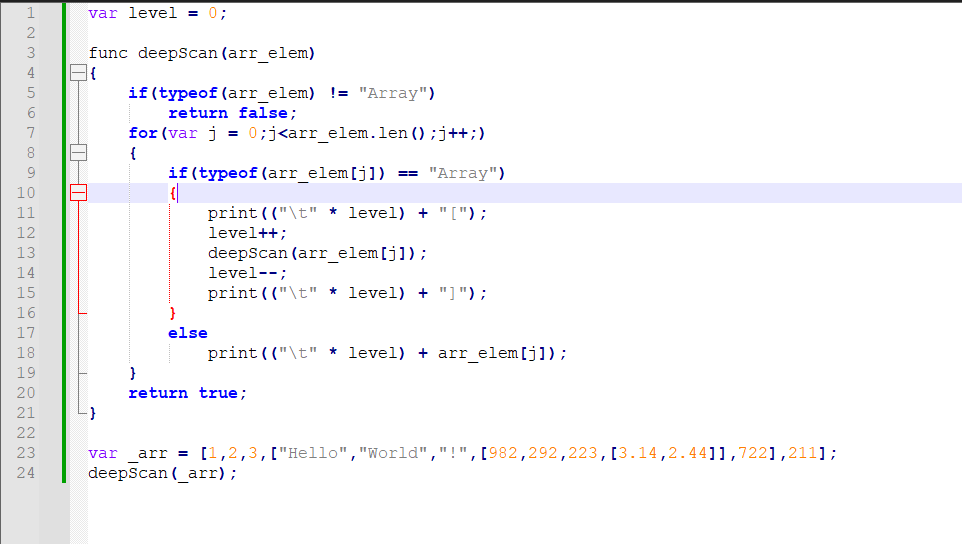 1 var level = 0;
2
3 func deepScan(arr_elem)
4 {
5 if(typeof(arr_elem) != "Array")
6 return false;
7 for(var j = 0;j<arr_elem.len();j++;)
8 {
9 if(typeof(arr_elem[j]) == "Array")
10 {
11 print(("\t" * level) + "[");
12 level++;
13 deepScan(arr_elem[j]);
14 level--;
15 print(("\t" * level) + "]");
16 }
17 else
18 print(("\t" * level) + arr_elem[j]);
19 }
20 return true;
21 }
22
23 var _arr = [1,2,3,["Hello","World","!",[982,292,223,[3.14,2.44]],722],211];
24 deepScan(_arr);